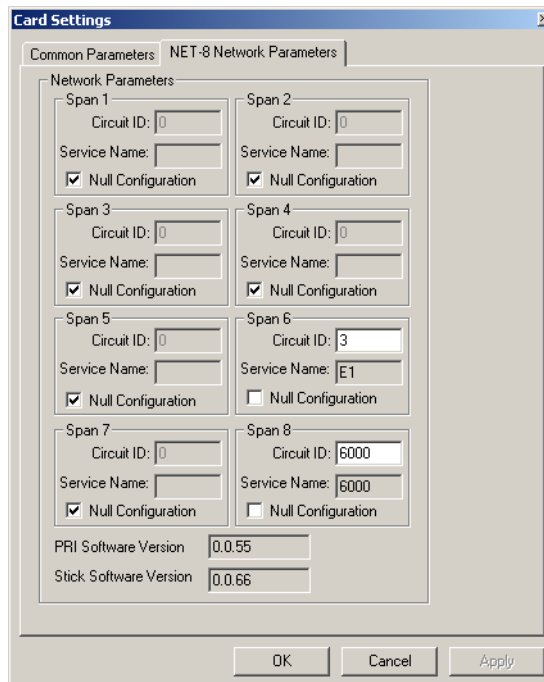 Card Settings
Common Parameters
NET-8 Network Parameters
Network Parameters
Span 1
Circuit ID: 0
Service Name:
Null Configuration
Span 2
Circuit ID: 0
Service Name:
Null Configuration
Span 3
Circuit ID: 0
Service Name:
Null Configuration
Span 4
Circuit ID: 0
Service Name:
Null Configuration
Span 5
Circuit ID: 0
Service Name:
Null Configuration
Span 6
Circuit ID: 3
Service Name: E1
Null Configuration
Span 7
Circuit ID: 0
Service Name:
Null Configuration
Span 8
Circuit ID: 6000
Service Name: 6000
Null Configuration
PRI Software Version 0.0.55
Stick Software Version 0.0.66
OK
Cancel
Apply